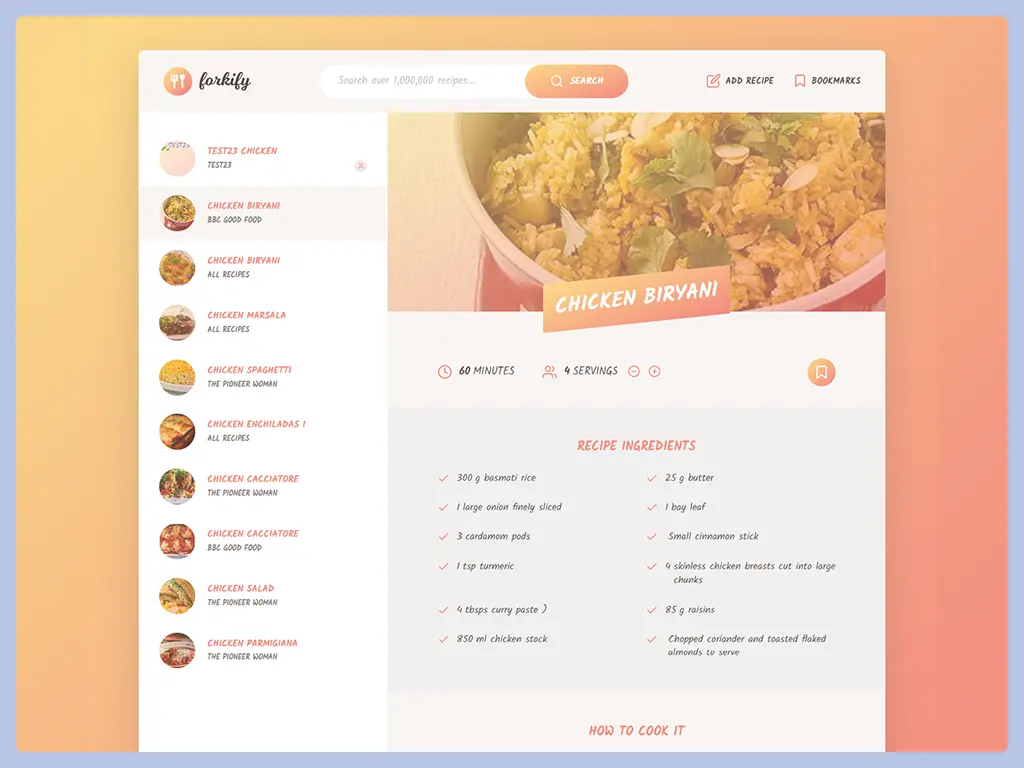 forkify
Search over 1,000,000 recipes...
SEARCH
ADD RECIPE
BOOKMARKS
TEST23
TEST23 CHICKEN
TEST23
CHICKEN BIRYANI
BBC GOOD FOOD
CHICKEN BIRYANI
ALL RECIPES
CHICKEN MARSALA
ALL RECIPES
CHICKEN SPAGHETTI
THE PIONEER WOMAN
CHICKEN ENCHILADAS I
ALL RECIPES
CHICKEN CACCIATORE
THE PIONEER WOMAN
CHICKEN CACCIATORE
BBC GOOD FOOD
CHICKEN SALAD
THE PIONEER WOMAN
CHICKEN PARMIGIANA
THE PIONEER WOMAN
CHICKEN BIRYANI
60 MINUTES
4 SERVINGS
RECIPE INGREDIENTS
300 g basmati rice
25 g butter
1 large onion finely sliced
1 bay leaf
3 cardamom pods
Small cinnamon stick
1 tsp turmeric
4 skinless chicken breasts cut into large
chunks
4 tbsps curry paste )
85 g raisins
850 ml chicken stock
Chopped coriander and toasted flaked
almonds to serve
HOW TO COOK IT